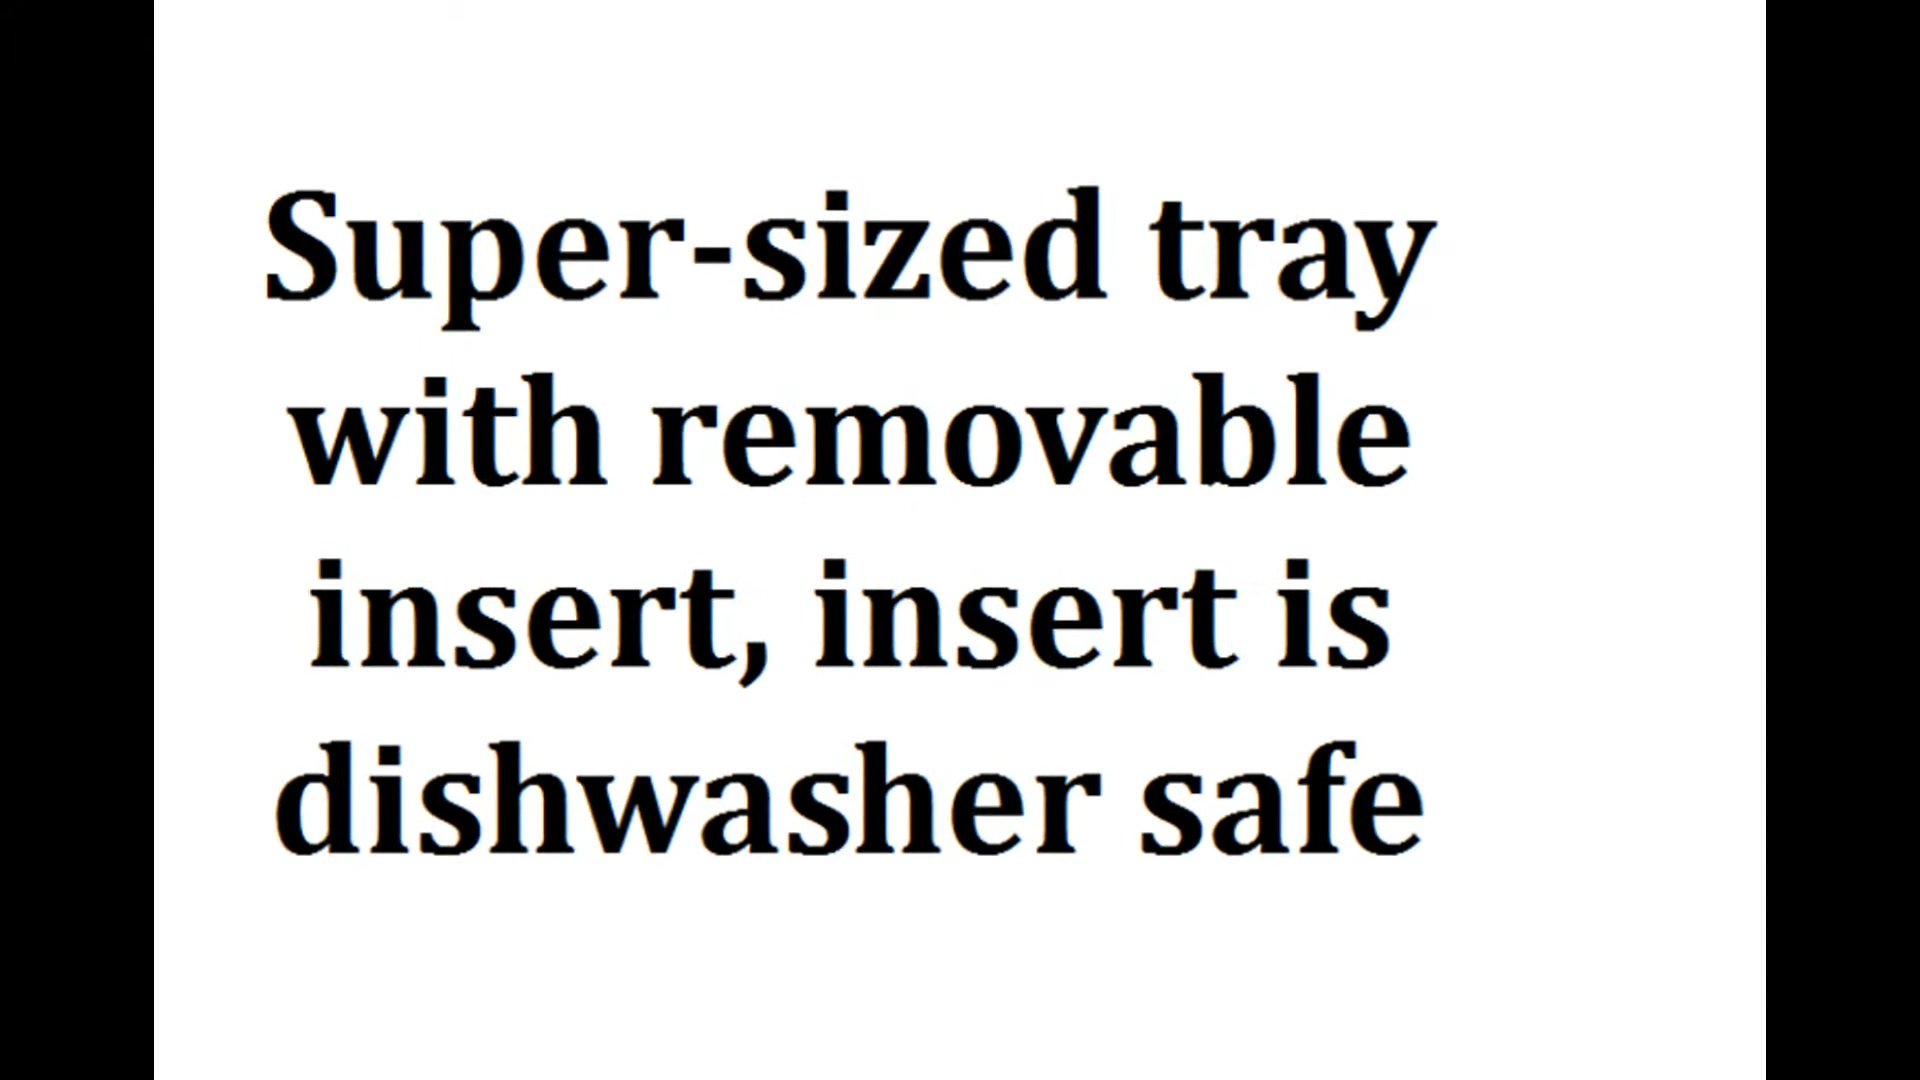 Super-sized tray
with removable
insert, insert is
dishwasher safe